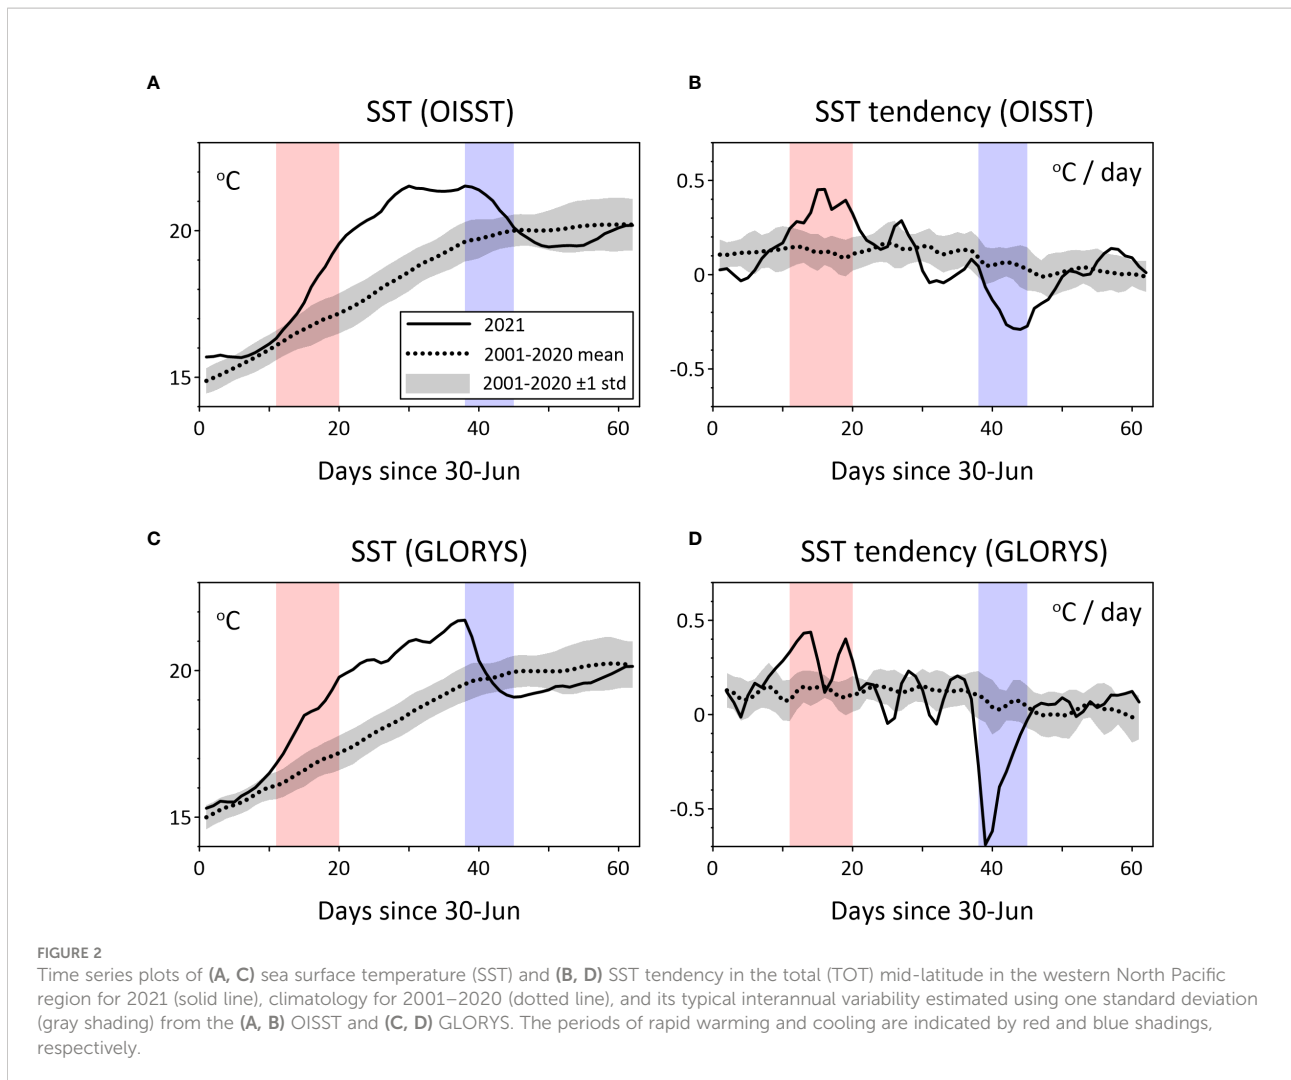 A
SST (OISST)
°C
20
15
0
20
40
60
Days since 30-Jun
2021
2001-2020 mean
2001-2020 ±1 std
B
SST tendency (OISST)
°C / day
0.5
0
-0.5
0
20
40
60
Days since 30-Jun
C
SST (GLORYS)
°C
20
15
0
20
40
60
Days since 30-Jun
D
SST tendency (GLORYS)
°C / day
0.5
0
-0.5
0
20
40
60
Days since 30-Jun
FIGURE 2
Time series plots of (A, C) sea surface temperature (SST) and (B, D) SST tendency in the total (TOT) mid-latitude in the western North Pacific
region for 2021 (solid line), climatology for 2001–2020 (dotted line), and its typical interannual variability estimated using one standard deviation
(gray shading) from the (A, B) OISST and (C, D) GLORYS. The periods of rapid warming and cooling are indicated by red and blue shadings,
respectively.